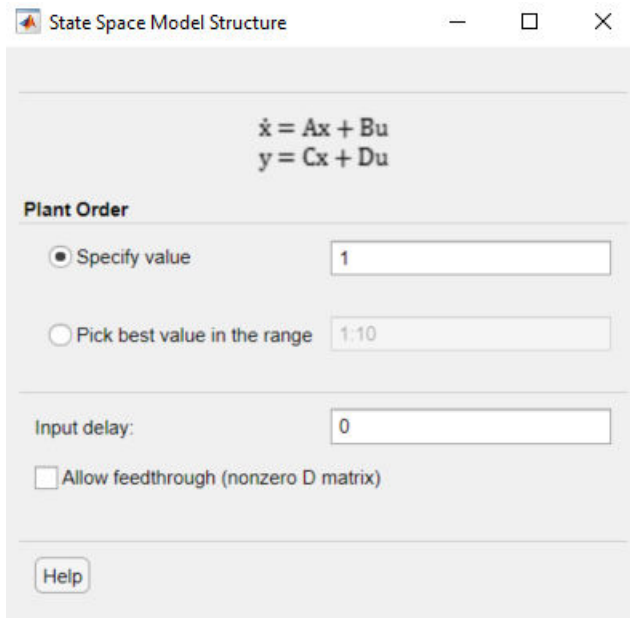 State Space Model Structure
ẋ = Ax + Bu
y = Cx + Du
Plant Order
Specify value 1
Pick best value in the range 1:10
Input delay: 0
Allow feedthrough (nonzero D matrix)
Help